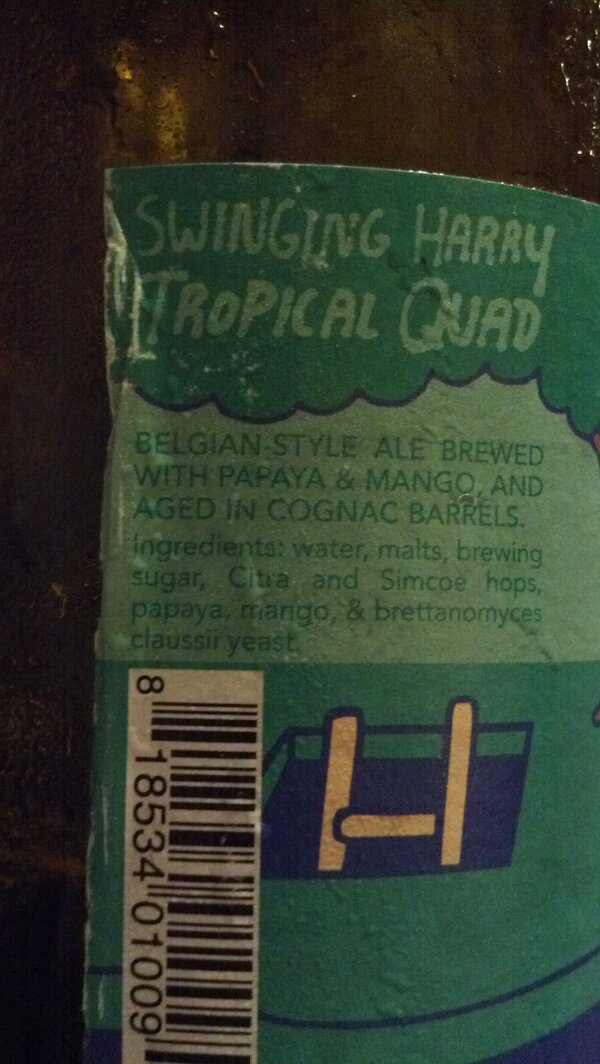 SWINGING HARRY
TROPICAL QUAD
BELGIAN-STYLE ALE BREWED
WITH PAPAYA & MANGO, AND
AGED IN COGNAC BARRELS.
Ingredients: water, malts, brewing
sugar, Citra and Simcoe hops,
papaya, mango, & brettanomyces
claussii yeast.
8 18534 01009